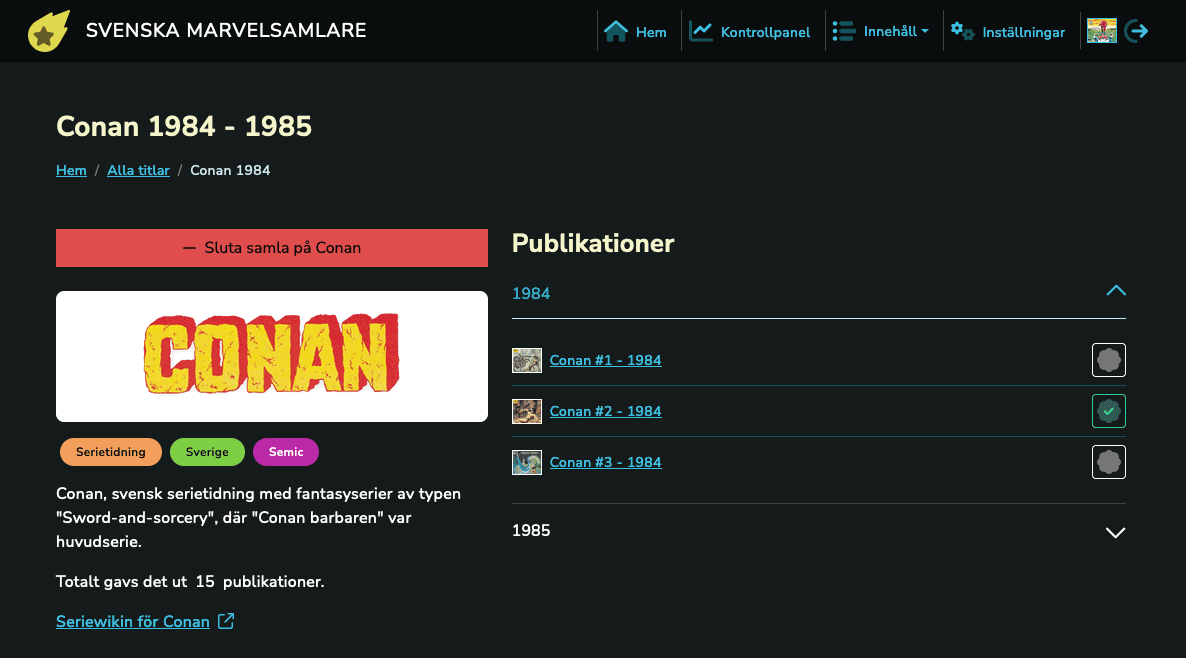 SVENSKA MARVELSAMLARE
Hem
Kontrollpanel
Innehåll
Inställningar
Conan 1984 - 1985
Hem / Alla titlar / Conan 1984
— Sluta samla på Conan
CONAN
Serietidning
Sverige
Semic
Conan, svensk serietidning med fantasyserier av typen
"Sword-and-sorcery", där "Conan barbaren" var
huvudserie.
Totalt gavs det ut 15 publikationer.
Seriewikin för Conan
Publikationer
1984
Conan #1 - 1984
Conan #2 - 1984
Conan #3 - 1984
1985